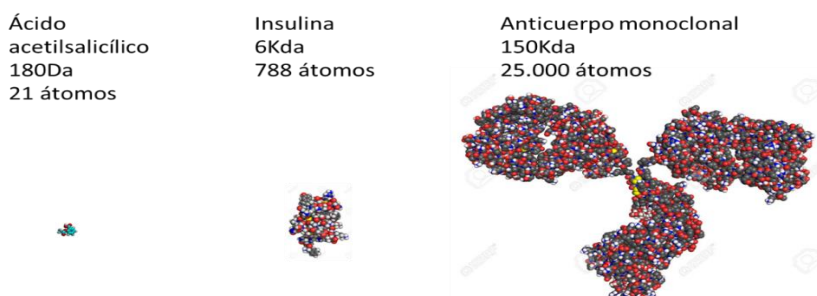 Ácido
acetilsalicílico
180Da
21 átomos
Insulina
6Kda
788 átomos
Anticuerpo monoclonal
150Kda
25.000 átomos